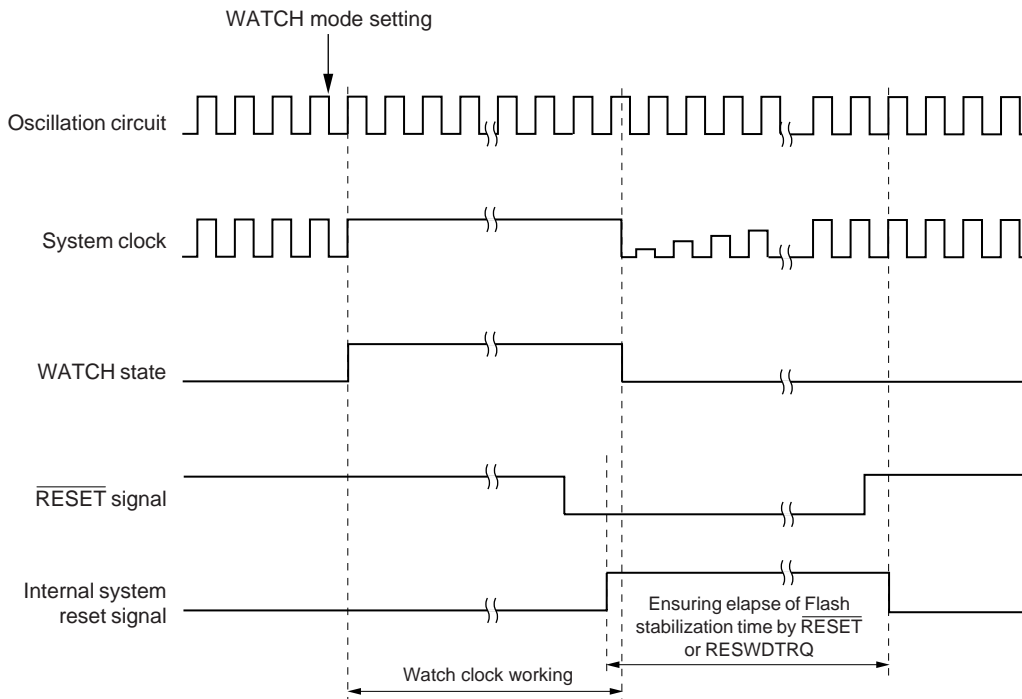 WATCH mode setting
Oscillation circuit
System clock
WATCH state
RESET signal
Internal system
reset signal
Ensuring elapse of Flash
stabilization time by RESET
or RESWDTRQ
Watch clock working